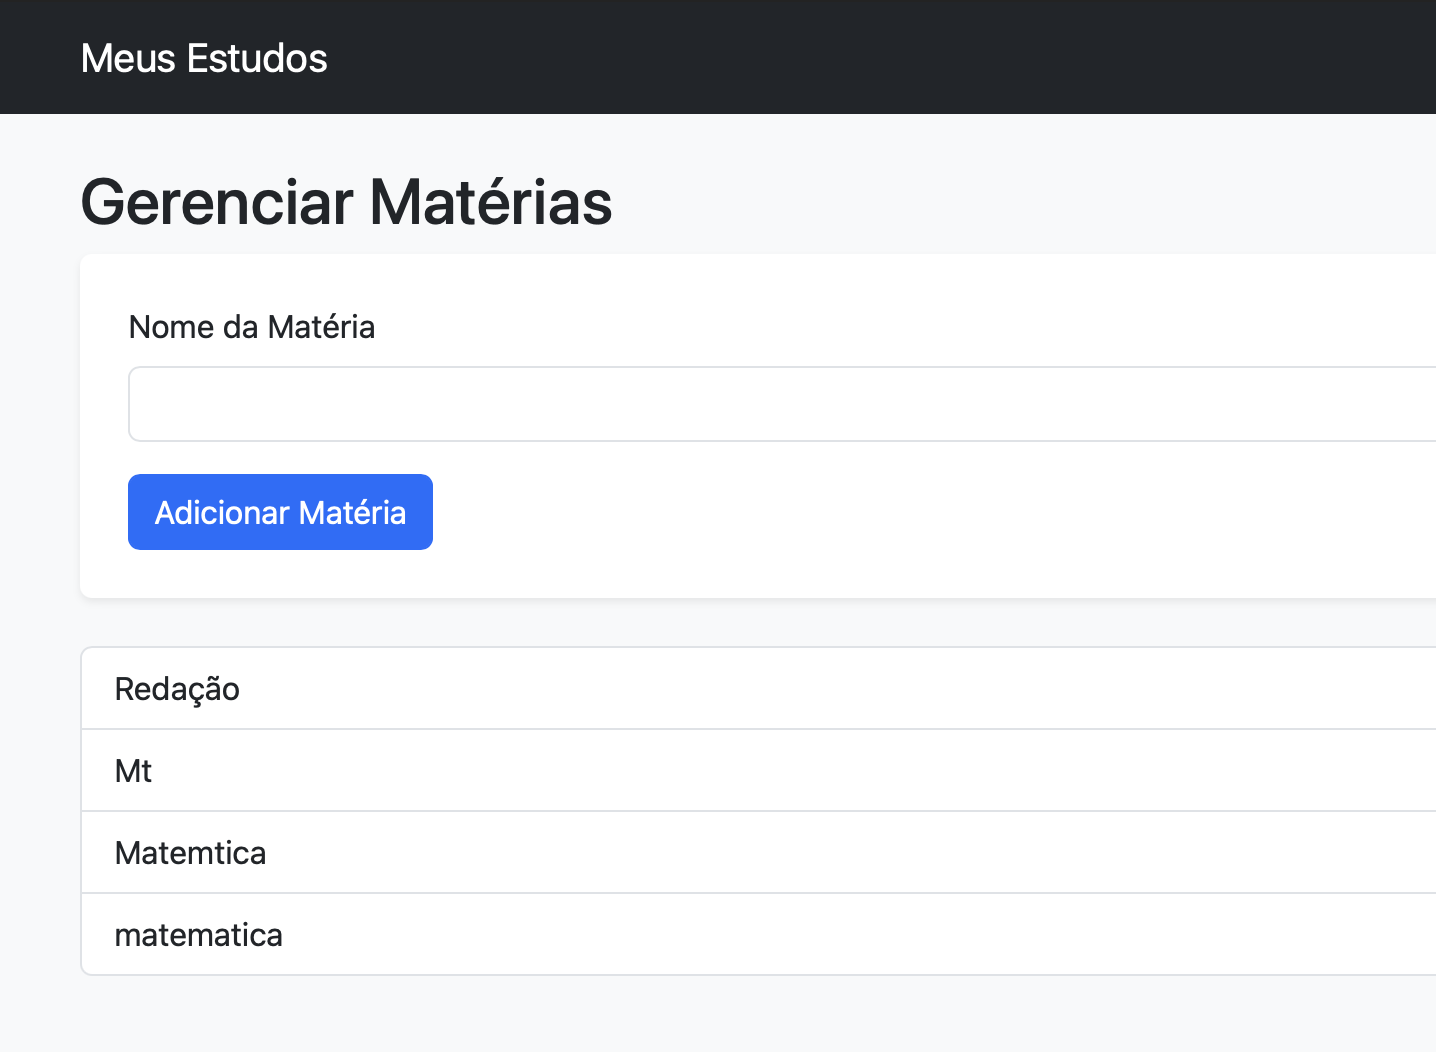 Meus Estudos
Gerenciar Matérias
Nome da Matéria
Adicionar Matéria
Redação
Mt
Matemtica
matematica